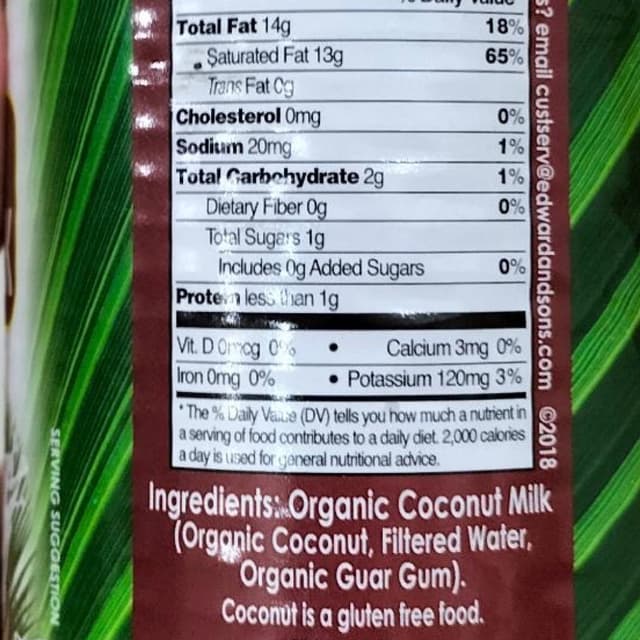 % Daily Value
Total Fat 14g 18%
Saturated Fat 13g 65%
Trans Fat 0g
Cholesterol 0mg 0%
Sodium 20mg 1%
Total Carbohydrate 2g 1%
Dietary Fiber 0g 0%
Total Sugars 1g
Includes 0g Added Sugars 0%
Protein less than 1g
Vit. D 0mcg 0% • Calcium 3mg 0%
Iron 0mg 0% • Potassium 120mg 3%
*The % Daily Value (DV) tells you how much a nutrient in
a serving of food contributes to a daily diet. 2,000 calories
a day is used for general nutritional advice.
Ingredients: Organic Coconut Milk
(Organic Coconut, Filtered Water,
Organic Guar Gum).
Coconut is a gluten free food.
s? email custserv@edwardandsons.com ©2018
SERVING SUGGESTION